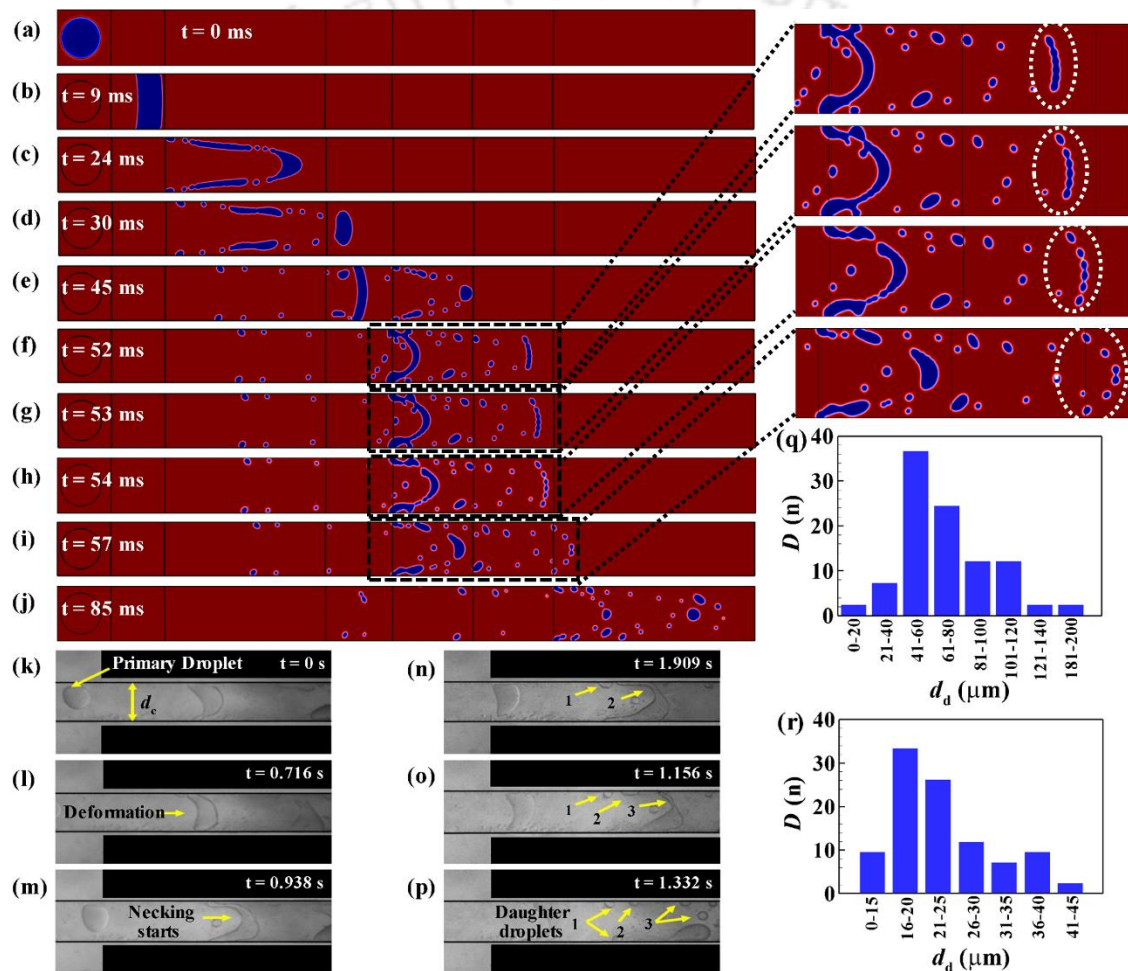 (a)
t = 0 ms
(b)
t = 9 ms
(c)
t = 24 ms
(d)
t = 30 ms
(e)
t = 45 ms
(f)
t = 52 ms
(g)
t = 53 ms
(h)
t = 54 ms
(i)
t = 57 ms
(j)
t = 85 ms
(k)
Primary Droplet
t = 0 s
d_c
(l)
t = 0.716 s
Deformation
(m)
t = 0.938 s
Necking
starts
(n)
t = 1.909 s
1
2
(o)
t = 1.156 s
1
2
3
(p)
t = 1.332 s
Daughter
droplets
1
2
3
(q)
40
30
20
10
0
D (n)
0-20
21-40
41-60
61-80
81-100
101-120
121-140
181-200
d_d (μm)
(r)
40
30
20
10
0
D (n)
0-15
16-20
21-25
26-30
31-35
36-40
41-45
d_d (μm)